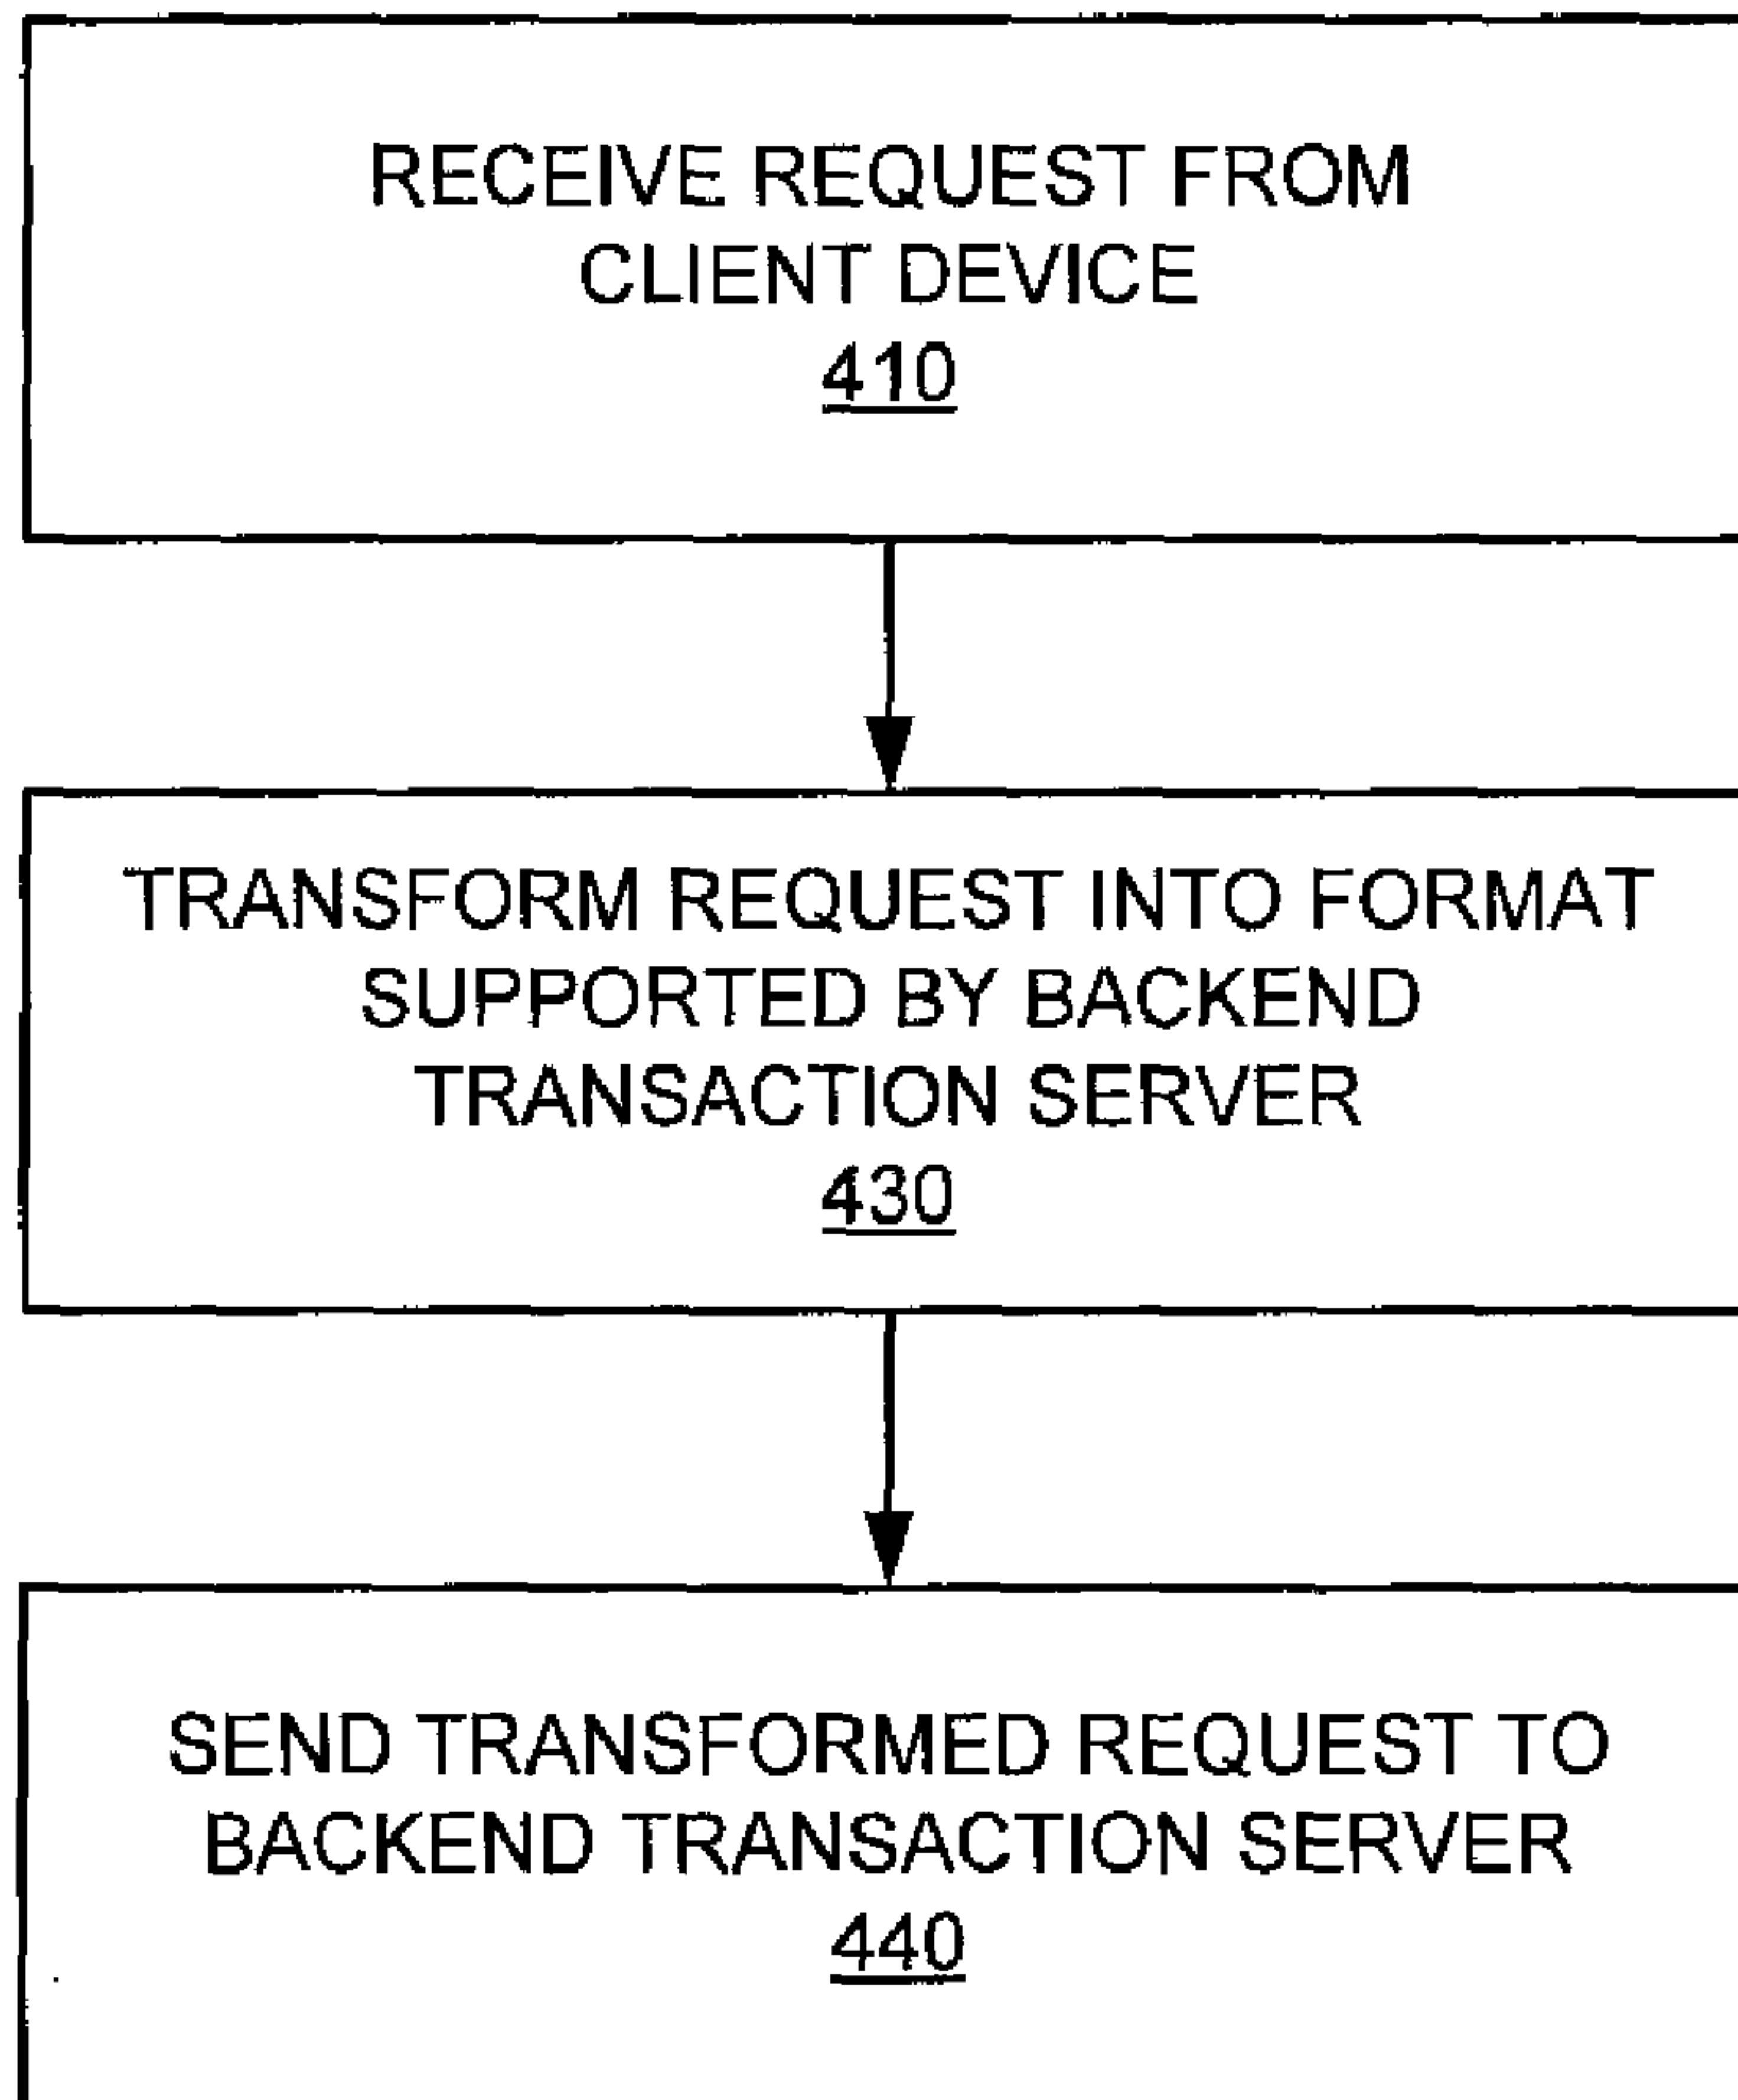 RECEIVE REQUEST FROM
CLIENT DEVICE
410
TRANSFORM REQUEST INTO FORMAT
SUPPORTED BY BACKEND
TRANSACTION SERVER
430
SEND TRANSFORMED REQUEST TO
BACKEND TRANSACTION SERVER
440